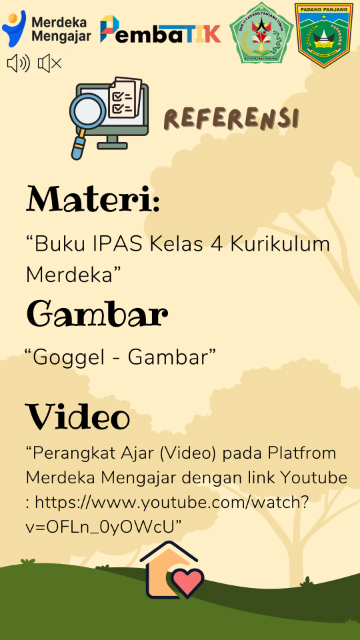 Merdeka
Mengajar
PembaTIK
PADANG PANJANG
REFERENSI
Materi:
“Buku IPAS Kelas 4 Kurikulum
Merdeka”
Gambar
“Goggel - Gambar”
Video
“Perangkat Ajar (Video) pada Platfrom
Merdeka Mengajar dengan link Youtube
: https://www.youtube.com/watch?
v=OFLn_0yOWcU”